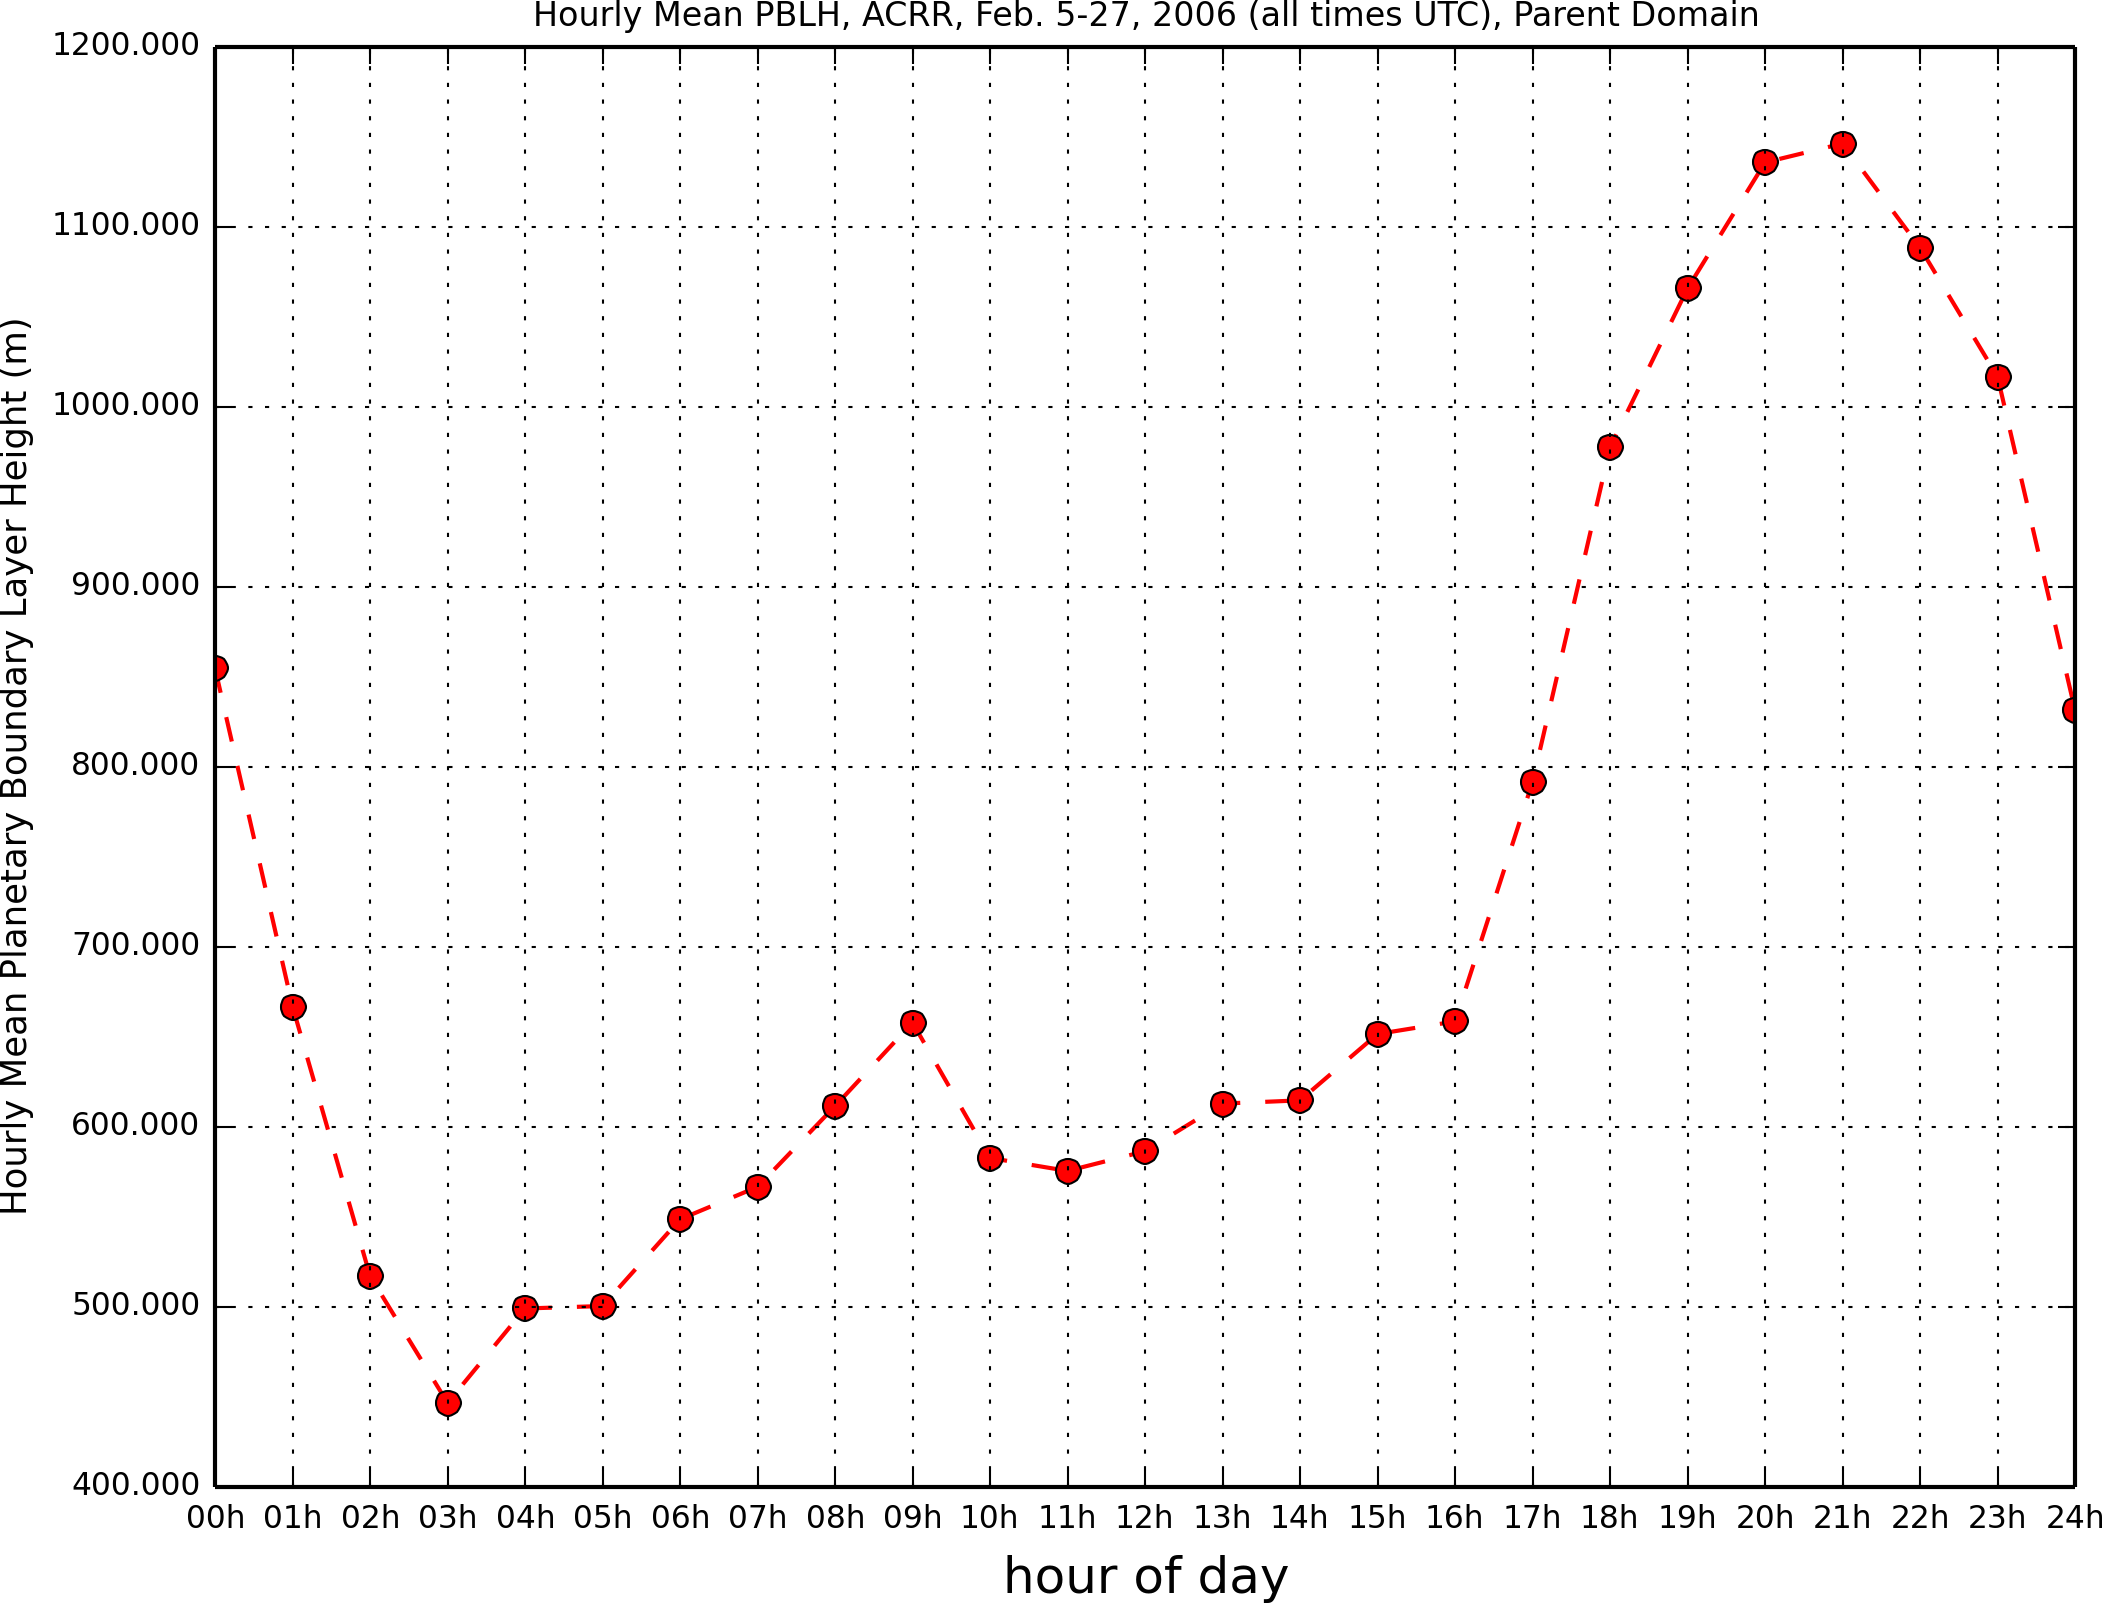 Hourly Mean PBLH, ACRR, Feb. 5-27, 2006 (all times UTC), Parent Domain
Hourly Mean Planetary Boundary Layer Height (m)
1200.000
1100.000
1000.000
900.000
800.000
700.000
600.000
500.000
400.000
00h 01h 02h 03h 04h 05h 06h 07h 08h 09h 10h 11h 12h 13h 14h 15h 16h 17h 18h 19h 20h 21h 22h 23h 24h
hour of day